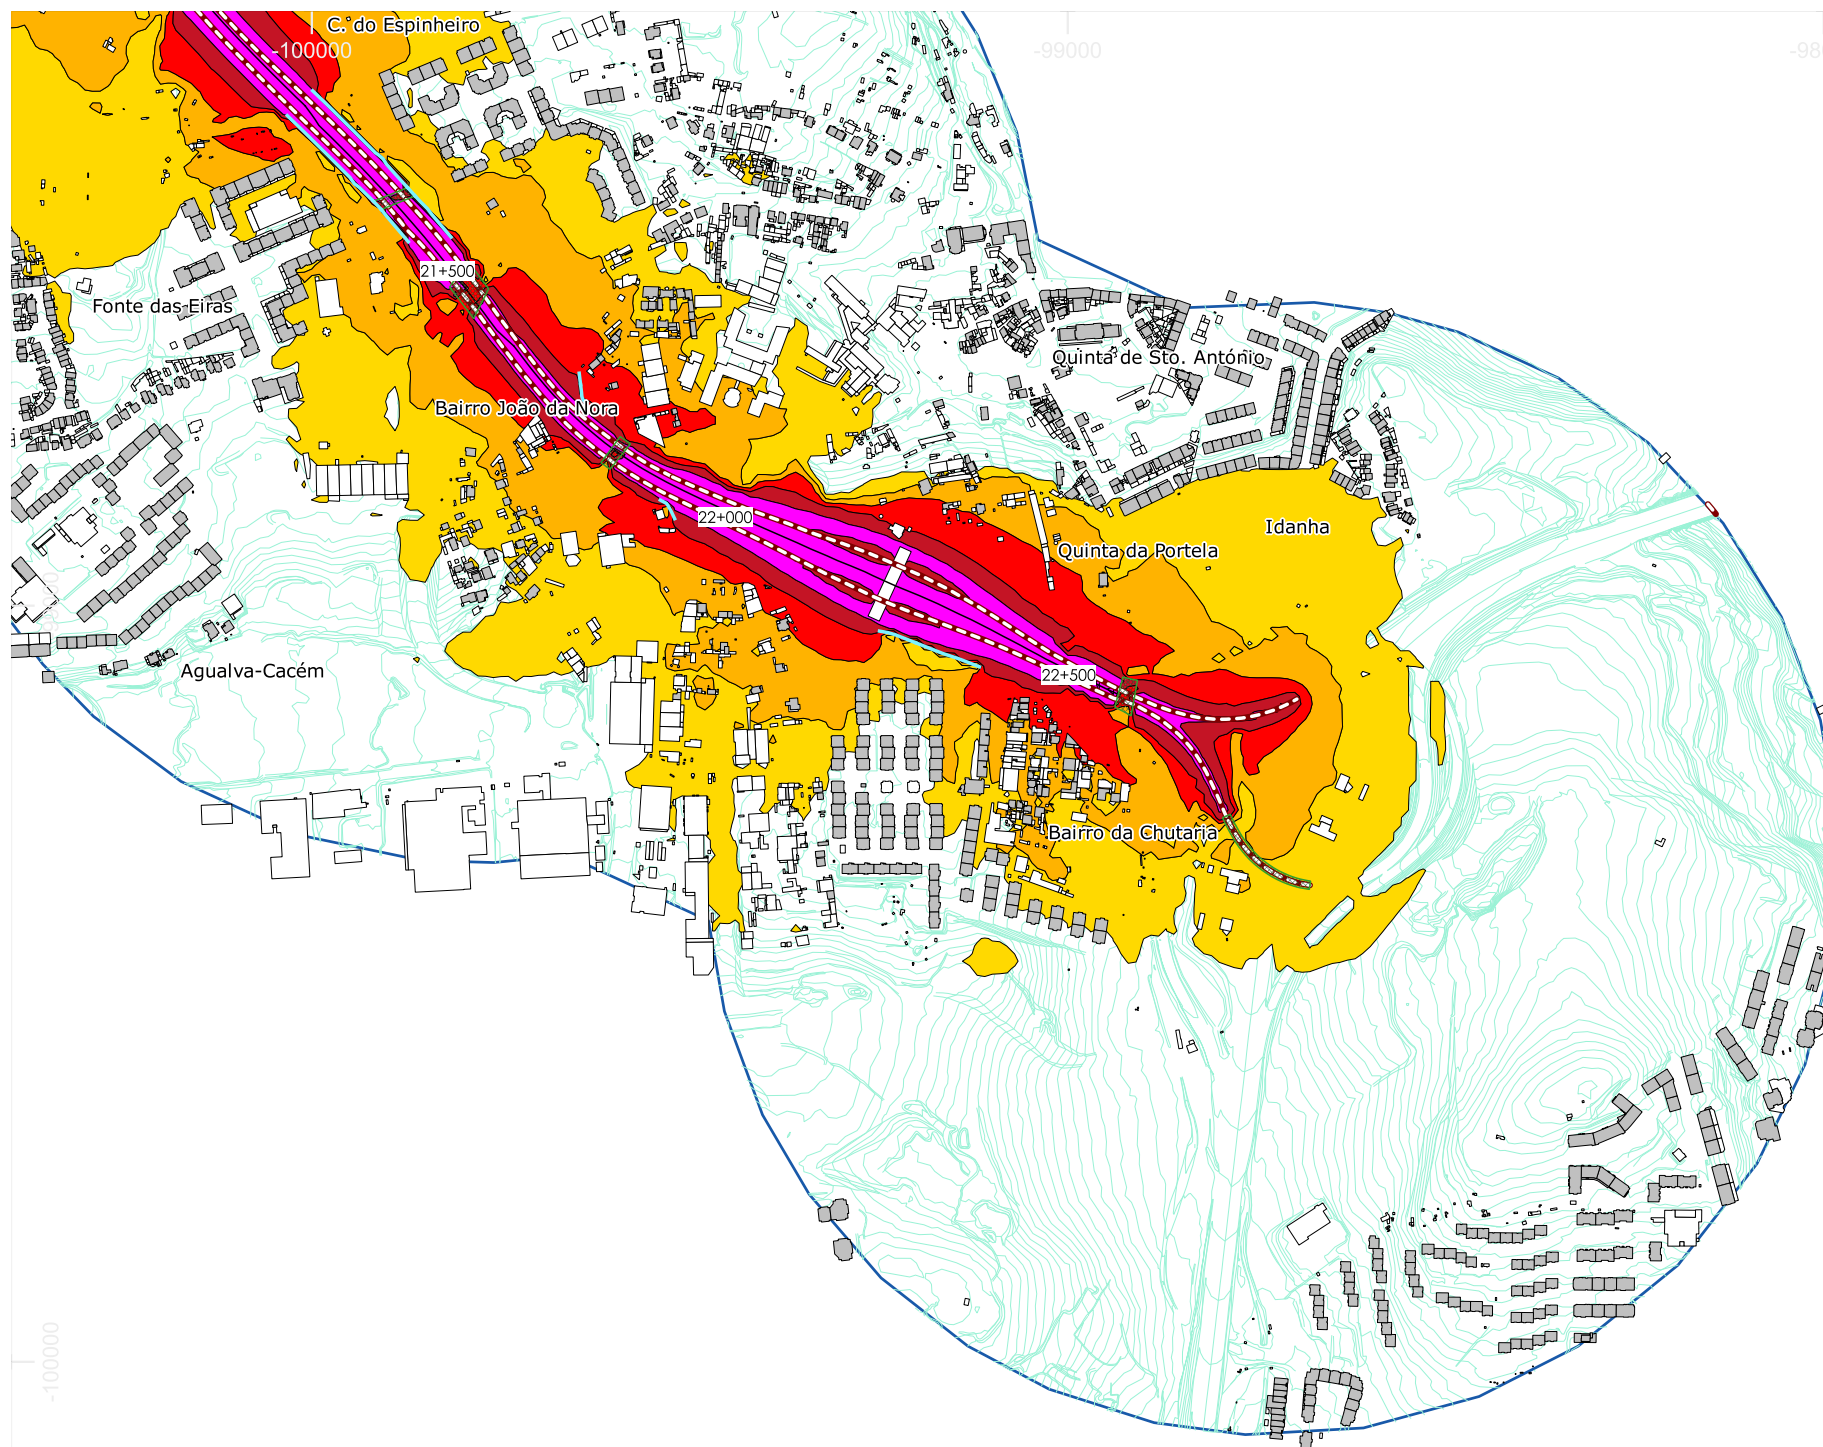 C. do Espinheiro
-100000
-99000
-98
21+500
Fonte das Eiras
Quinta de Sto. António
Bairro João da Nora
22+000
Idanha
Quinta da Portela
Agualva-Cacém
22+500
Bairro da Chutaria
-100000